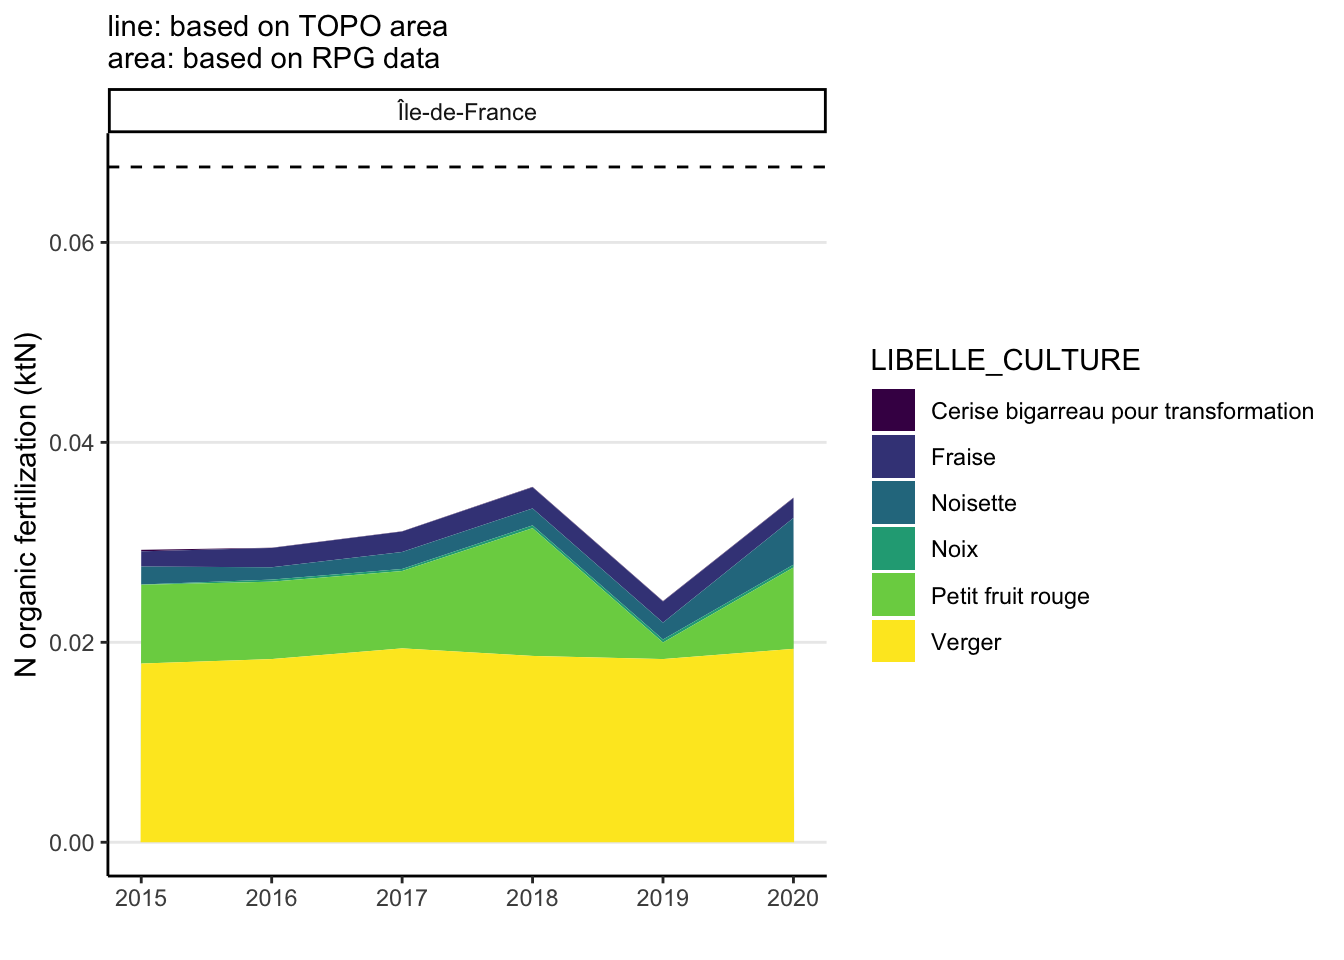 line: based on TOPO area
area: based on RPG data
Île-de-France
N organic fertilization (ktN)
0.06
0.04
0.02
0.00
2015 2016 2017 2018 2019 2020
LIBELLE_CULTURE
Cerise bigarreau pour transformation
Fraise
Noisette
Noix
Petit fruit rouge
Verger